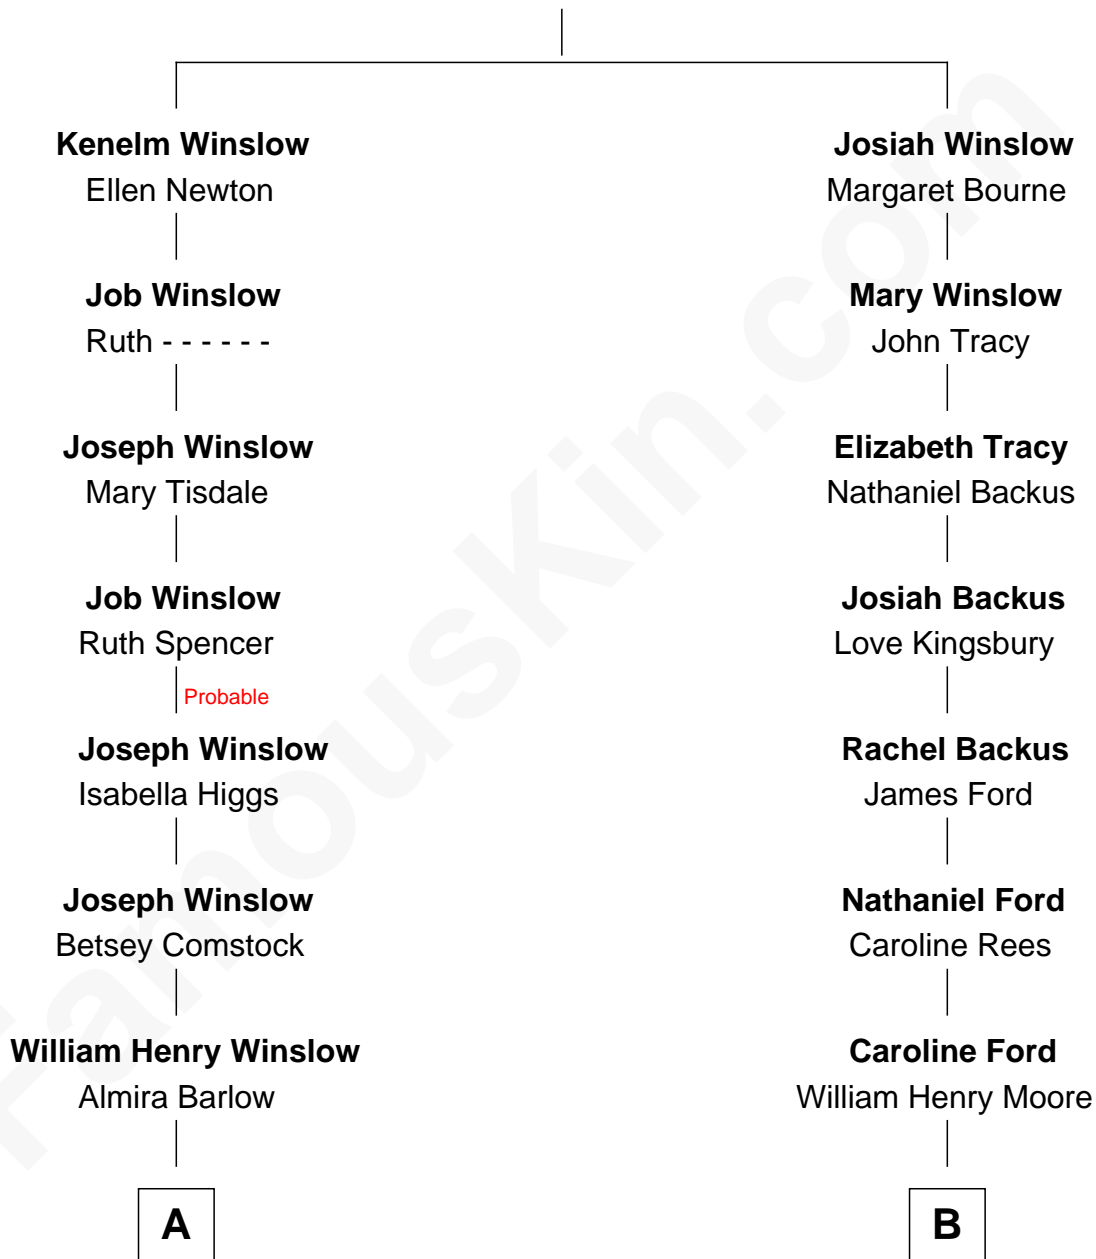 Kenelm Winslow
Ellen Newton
Josiah Winslow
Margaret Bourne
Job Winslow
Ruth - - - - - -
Mary Winslow
John Tracy
Joseph Winslow
Mary Tisdale
Elizabeth Tracy
Nathaniel Backus
Job Winslow
Ruth Spencer
Josiah Backus
Love Kingsbury
Probable
Joseph Winslow
Isabella Higgs
Rachel Backus
James Ford
Joseph Winslow
Betsey Comstock
Nathaniel Ford
Caroline Rees
William Henry Winslow
Almira Barlow
Caroline Ford
William Henry Moore
A
B
FamousKin.com